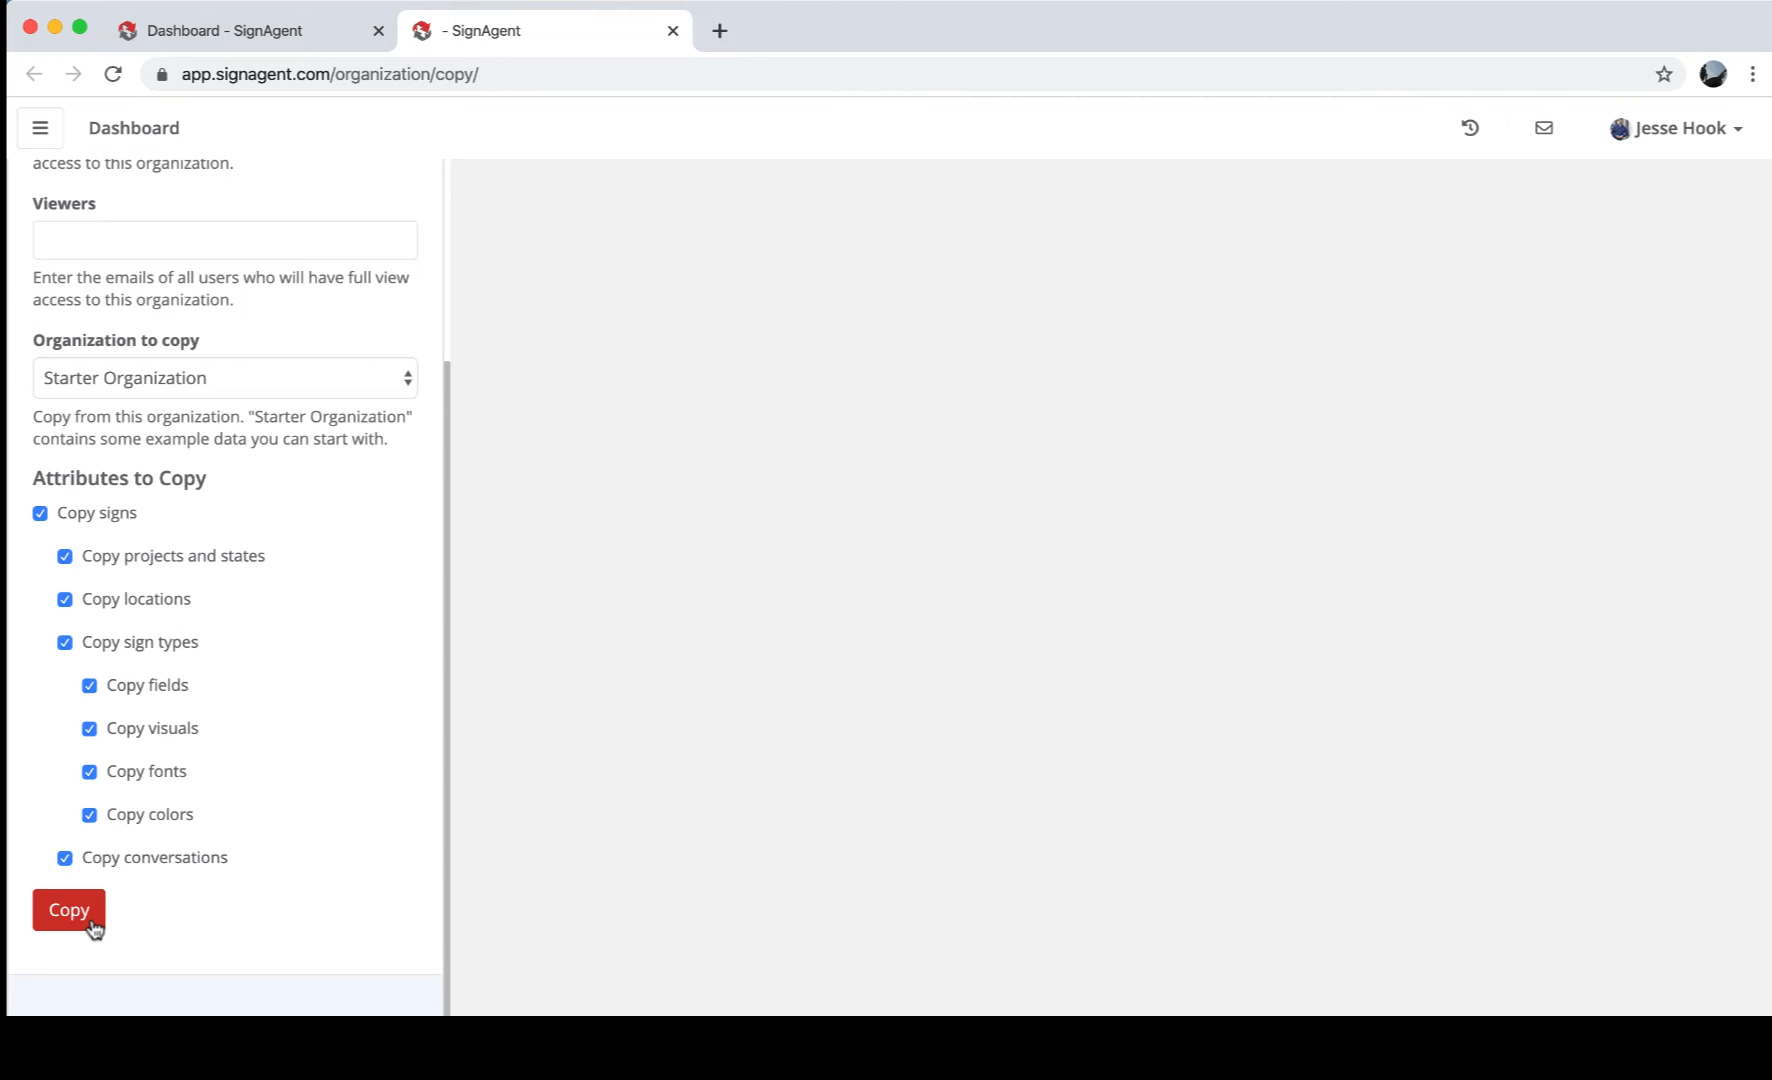 Dashboard - SignAgent
- SignAgent
app.signagent.com/organization/copy/
Dashboard
Jesse Hook
access to this organization.
Viewers
Enter the emails of all users who will have full view
access to this organization.
Organization to copy
Starter Organization
Copy from this organization. "Starter Organization"
contains some example data you can start with.
Attributes to Copy
Copy signs
Copy projects and states
Copy locations
Copy sign types
Copy fields
Copy visuals
Copy fonts
Copy colors
Copy conversations
Copy